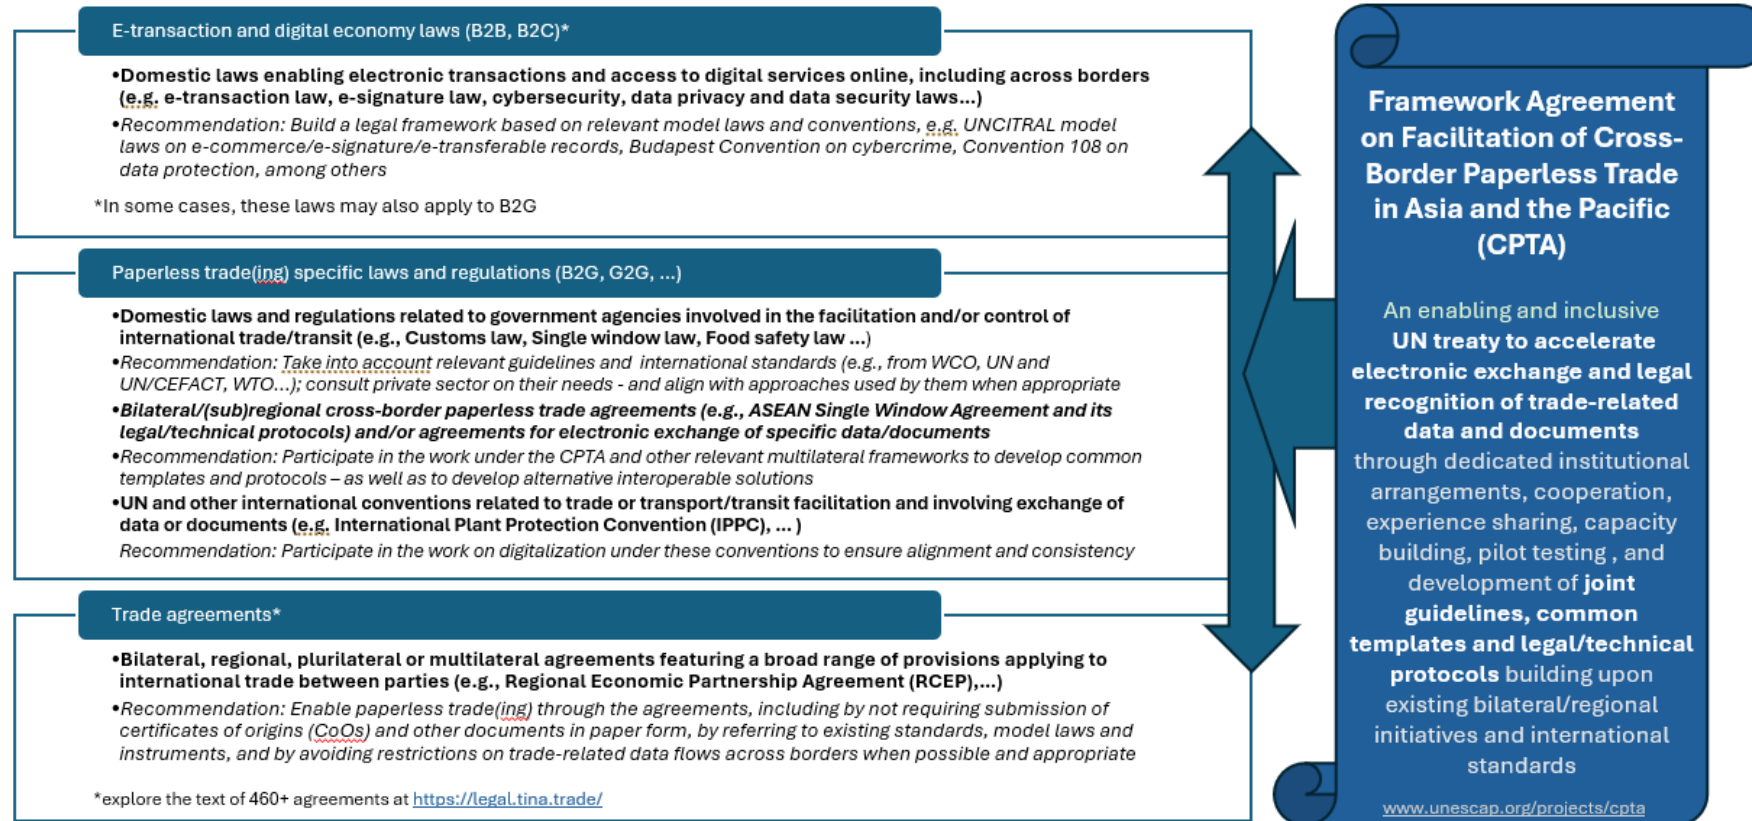 E-transaction and digital economy laws (B2B, B2C)*
•Domestic laws enabling electronic transactions and access to digital services online, including across borders
(e.g. e-transaction law, e-signature law, cybersecurity, data privacy and data security laws...)
•Recommendation: Build a legal framework based on relevant model laws and conventions, e.g. UNCITRAL model
laws on e-commerce/e-signature/e-transferable records, Budapest Convention on cybercrime, Convention 108 on
data protection, among others
*In some cases, these laws may also apply to B2G
Paperless trade(ing) specific laws and regulations (B2G, G2G, ...)
•Domestic laws and regulations related to government agencies involved in the facilitation and/or control of
international trade/transit (e.g., Customs law, Single window law, Food safety law ...)
•Recommendation: Take into account relevant guidelines and international standards (e.g., from WCO, UN and
UN/CEFACT, WTO...); consult private sector on their needs - and align with approaches used by them when appropriate
•Bilateral/(sub)regional cross-border paperless trade agreements (e.g., ASEAN Single Window Agreement and its
legal/technical protocols) and/or agreements for electronic exchange of specific data/documents
•Recommendation: Participate in the work under the CPTA and other relevant multilateral frameworks to develop common
templates and protocols – as well as to develop alternative interoperable solutions
•UN and other international conventions related to trade or transport/transit facilitation and involving exchange of
data or documents (e.g. International Plant Protection Convention (IPPC), ... )
Recommendation: Participate in the work on digitalization under these conventions to ensure alignment and consistency
Trade agreements*
•Bilateral, regional, plurilateral or multilateral agreements featuring a broad range of provisions applying to
international trade between parties (e.g., Regional Economic Partnership Agreement (RCEP),...)
•Recommendation: Enable paperless trade(ing) through the agreements, including by not requiring submission of
certificates of origins (CoOs) and other documents in paper form, by referring to existing standards, model laws and
instruments, and by avoiding restrictions on trade-related data flows across borders when possible and appropriate
*explore the text of 460+ agreements at https://legal.tina.trade/
Framework Agreement
on Facilitation of Cross-
Border Paperless Trade
in Asia and the Pacific
(CPTA)
An enabling and inclusive
UN treaty to accelerate
electronic exchange and legal
recognition of trade-related
data and documents
through dedicated institutional
arrangements, cooperation,
experience sharing, capacity
building, pilot testing , and
development of joint
guidelines, common
templates and legal/technical
protocols building upon
existing bilateral/regional
initiatives and international
standards
www.unescap.org/projects/cpta